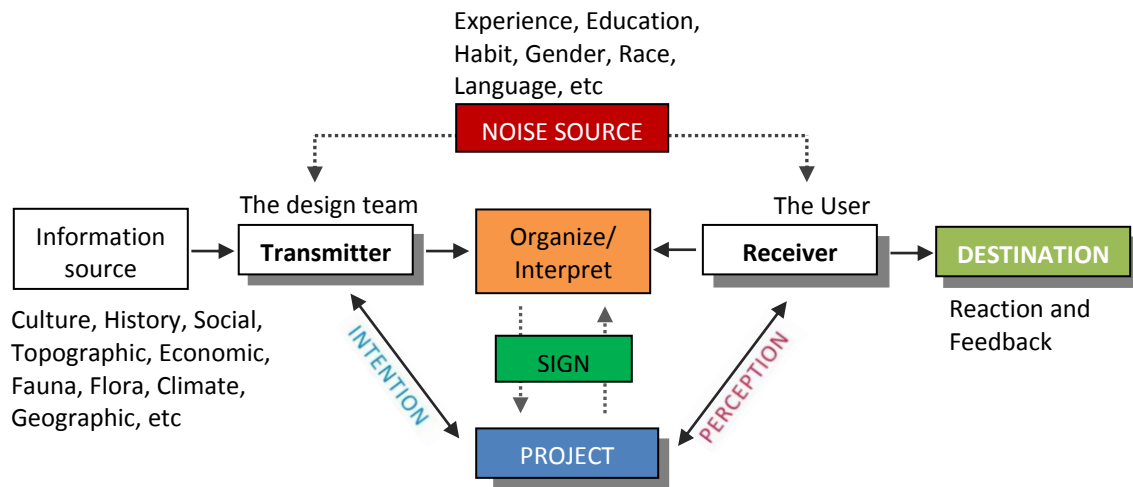 Experience, Education,
Habit, Gender, Race,
Language, etc
NOISE SOURCE
The design team
The User
Information
source
Transmitter
Organize/
Interpret
Receiver
DESTINATION
Culture, History, Social,
Topographic, Economic,
Fauna, Flora, Climate,
Geographic, etc
Reaction and
Feedback
INTENTION
SIGN
PERCEPTION
PROJECT